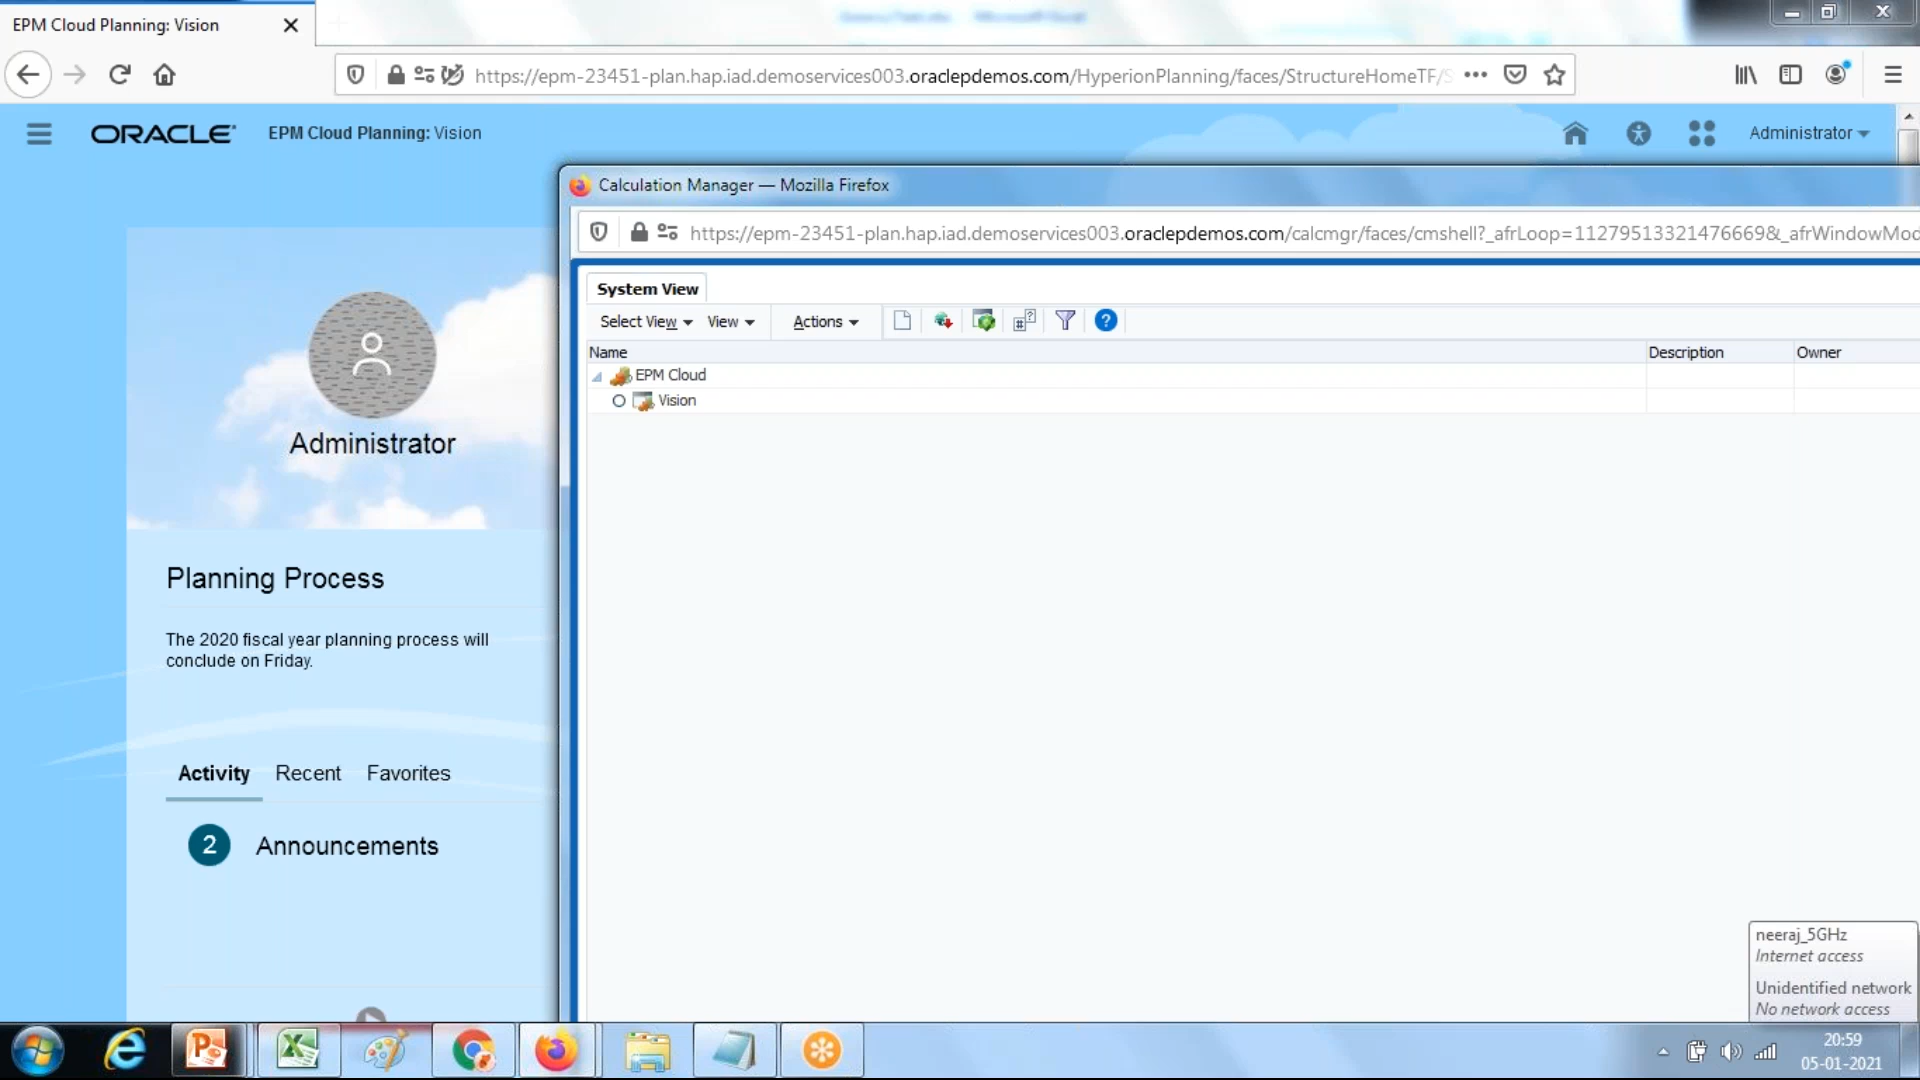 EPM Cloud Planning: Vision
https://epm-23451-plan.hap.iad.demoservices003.oraclepdemos.com/HyperionPlanning/faces/StructureHomeTF/S
ORACLE
EPM Cloud Planning: Vision
Administrator
Calculation Manager — Mozilla Firefox
https://epm-23451-plan.hap.iad.demoservices003.oraclepdemos.com/calcmgr/faces/cmshell?_afrLoop=11279513321476669&_afrWindowMod
System View
Select View View Actions
Name Description Owner
EPM Cloud
Vision
Administrator
Planning Process
The 2020 fiscal year planning process will
conclude on Friday.
Activity Recent Favorites
2 Announcements
neeraj_5GHz
Internet access
Unidentified network
No network access
20:59
05-01-2021